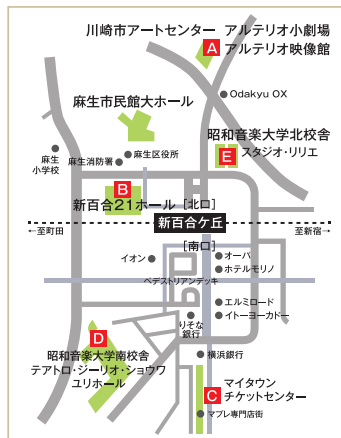 川崎市アートセンター アルテリオ小劇場
A アルテリオ映像館
Odakyu OX
麻生市民館大ホール
昭和音楽大学北校舎
E スタジオ・リリエ
麻生
小学校
麻生消防署
麻生区役所
B
新百合21ホール [北口]
新百合ケ丘
←至町田
至新宿→
[南口]
イオン
オーパ
ホテルモリノ
ペデストリアンデッキ
エルミロード
イトーヨーカドー
りそな
銀行
D
横浜銀行
昭和音楽大学南校舎
テアトロ・ジーリオ・ショウワ
ユリホール
C マイタウン
チケットセンター
マプレ専門店街